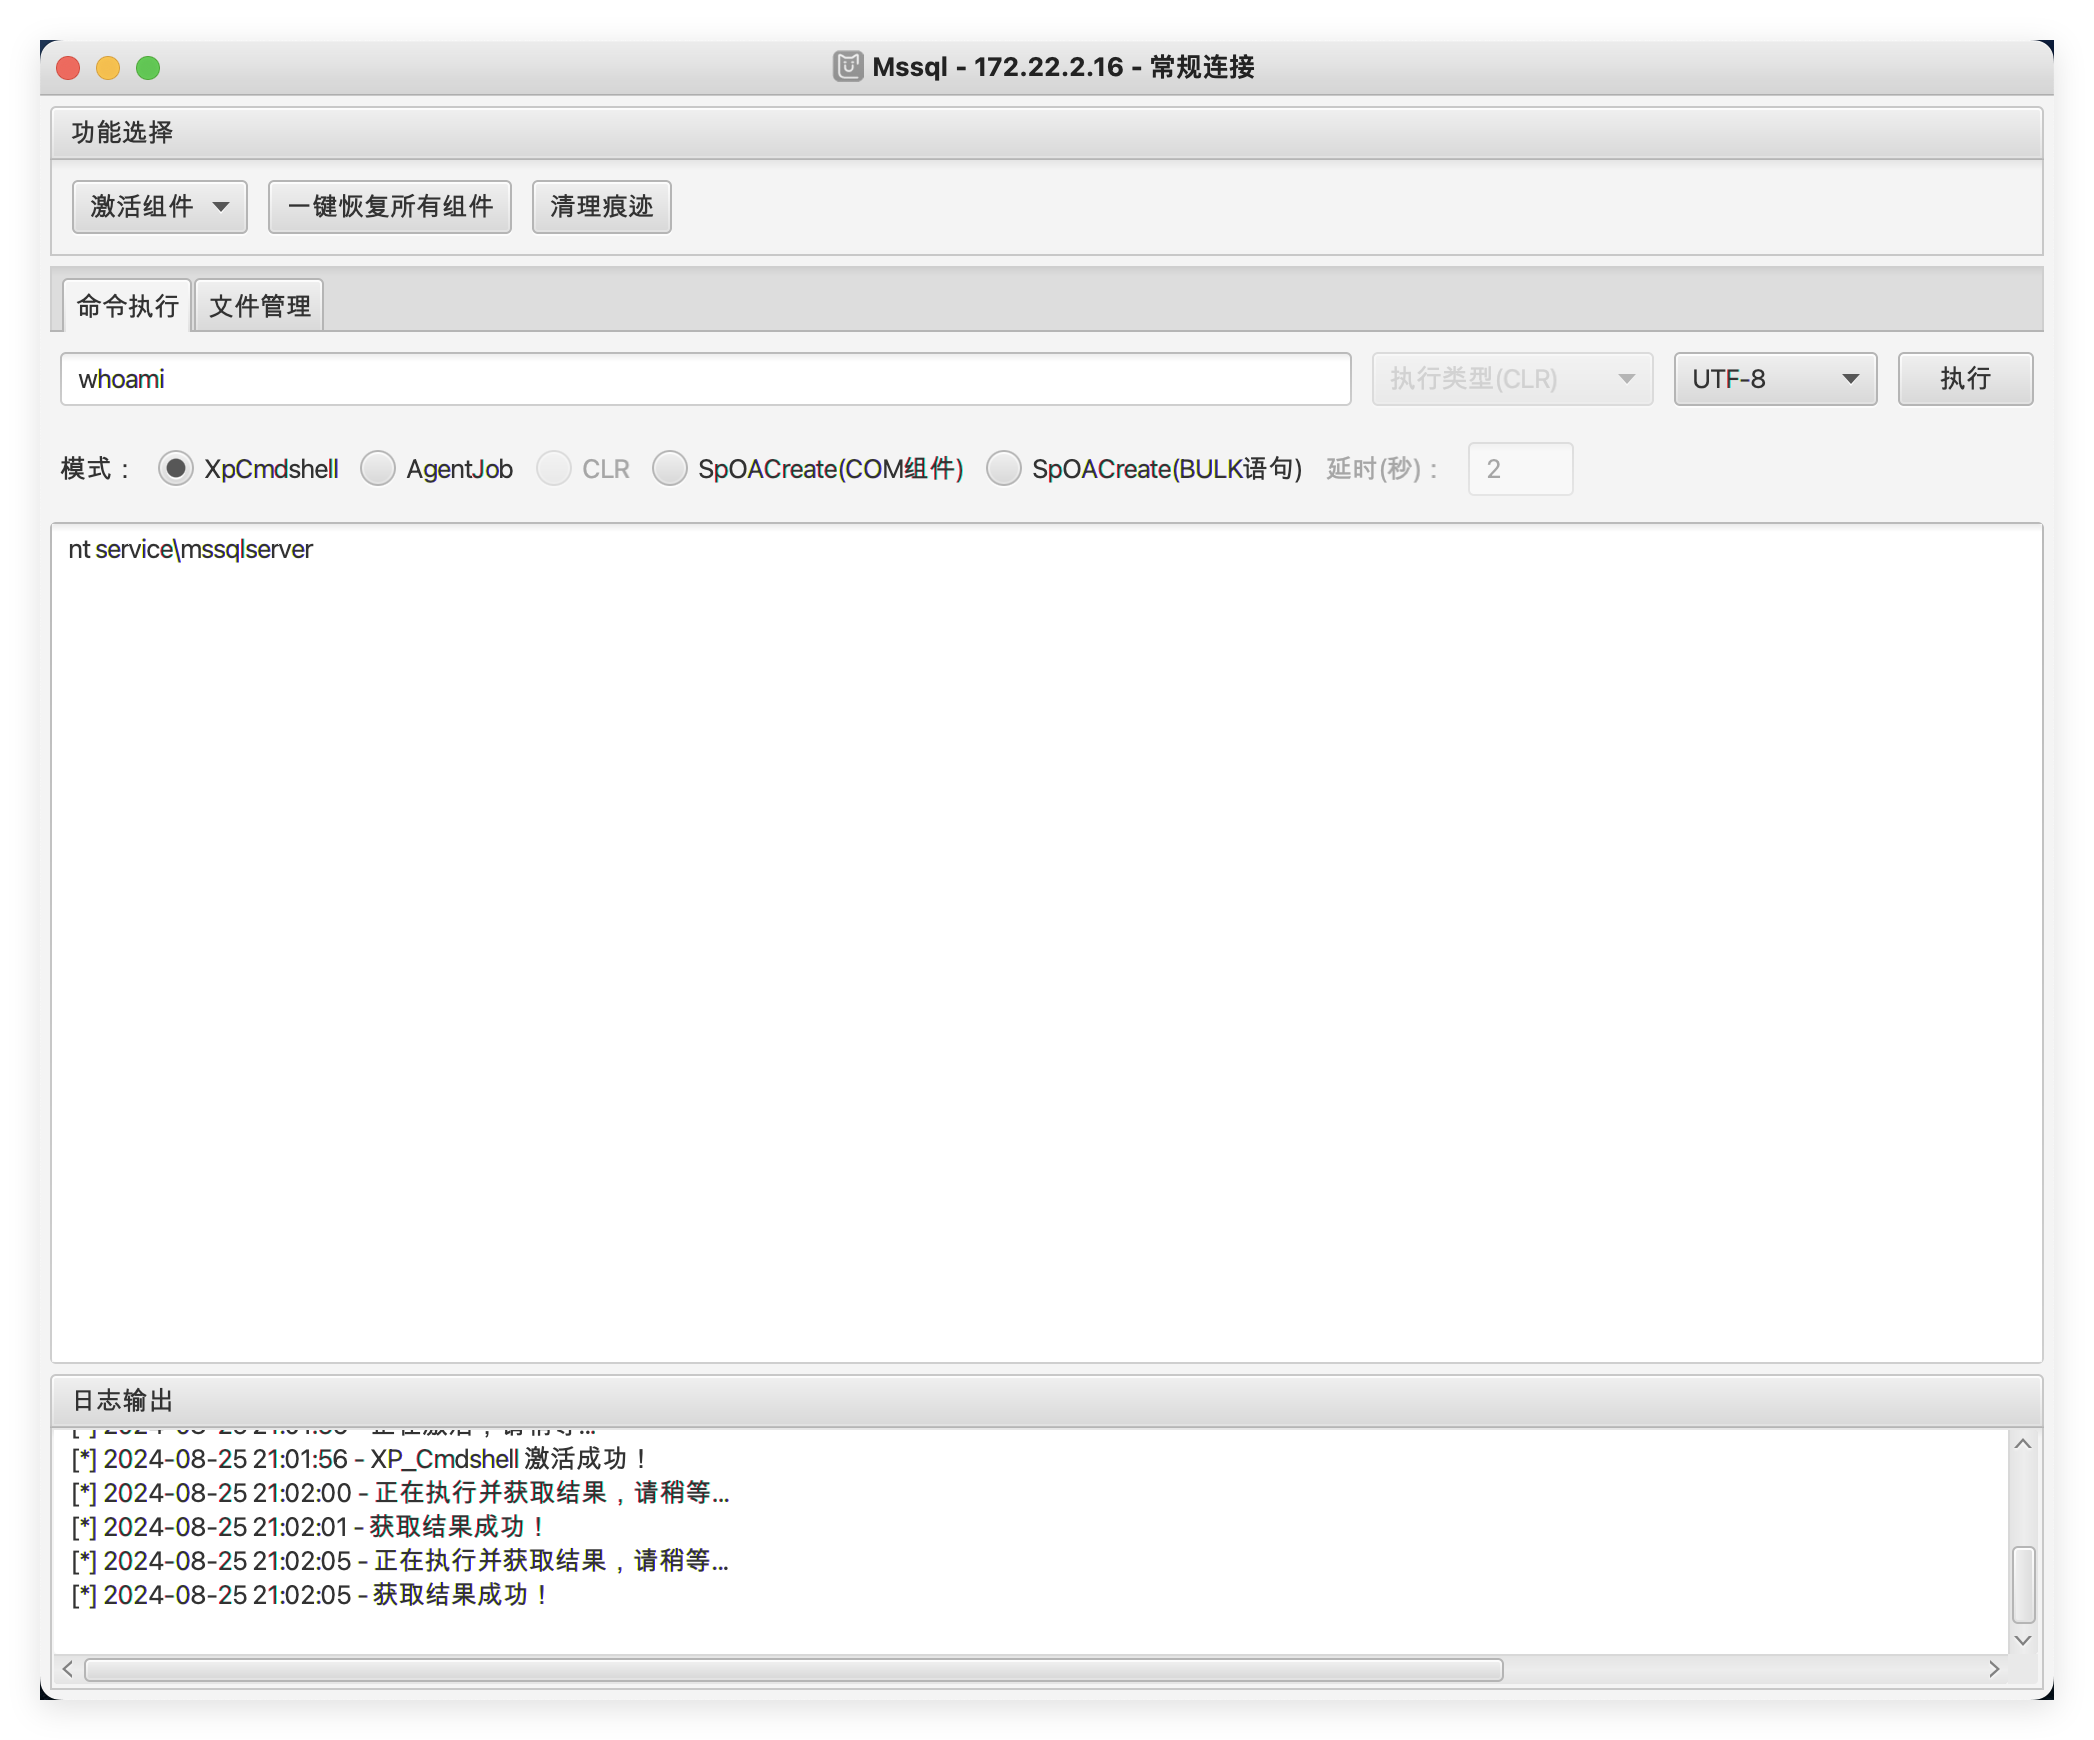 Mssql - 172.22.2.16 - 常规连接
功能选择
激活组件 一键恢复所有组件 清理痕迹
命令执行 文件管理
whoami 执行类型(CLR) UTF-8 执行
模式： XpCmdshell AgentJob CLR SpOACreate(COM组件) SpOACreate(BULK语句) 延时(秒)： 2
nt service\mssqlserver
日志输出
[*] 2024-08-25 21:01:56 - XP_Cmdshell 激活成功！
[*] 2024-08-25 21:02:00 - 正在执行并获取结果，请稍等...
[*] 2024-08-25 21:02:01 - 获取结果成功！
[*] 2024-08-25 21:02:05 - 正在执行并获取结果，请稍等...
[*] 2024-08-25 21:02:05 - 获取结果成功！